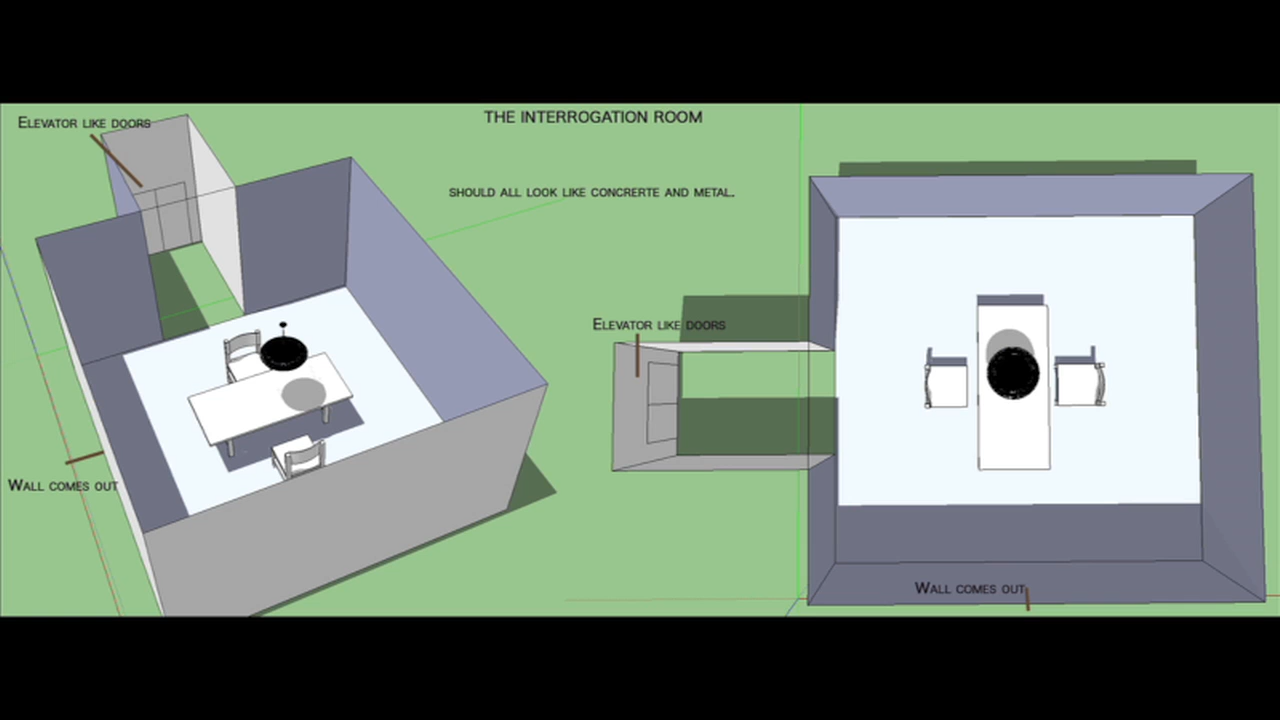 THE INTERROGATION ROOM
ELEVATOR LIKE DOORS
SHOULD ALL LOOK LIKE CONCRERTE AND METAL.
ELEVATOR LIKE DOORS
WALL COMES OUT
WALL COMES OUT